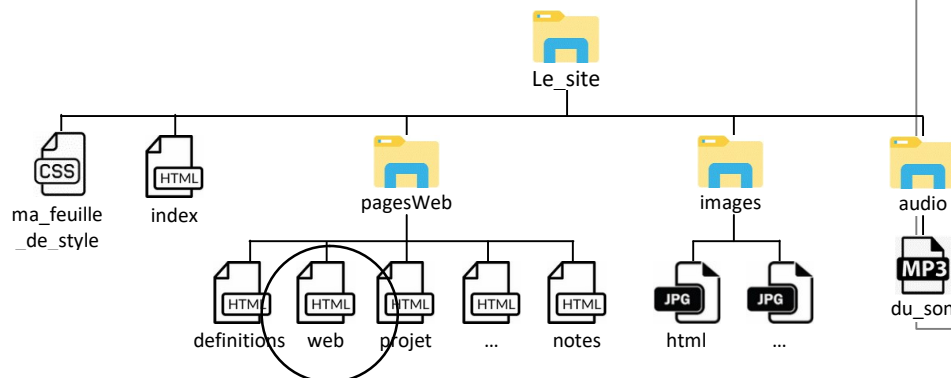 Le_site
CSS
HTML
ma_feuille
_de_style
index
pagesWeb
images
audio
HTML
HTML
HTML
HTML
HTML
JPG
JPG
MP3
definitions
web
projet
...
notes
html
...
du_son